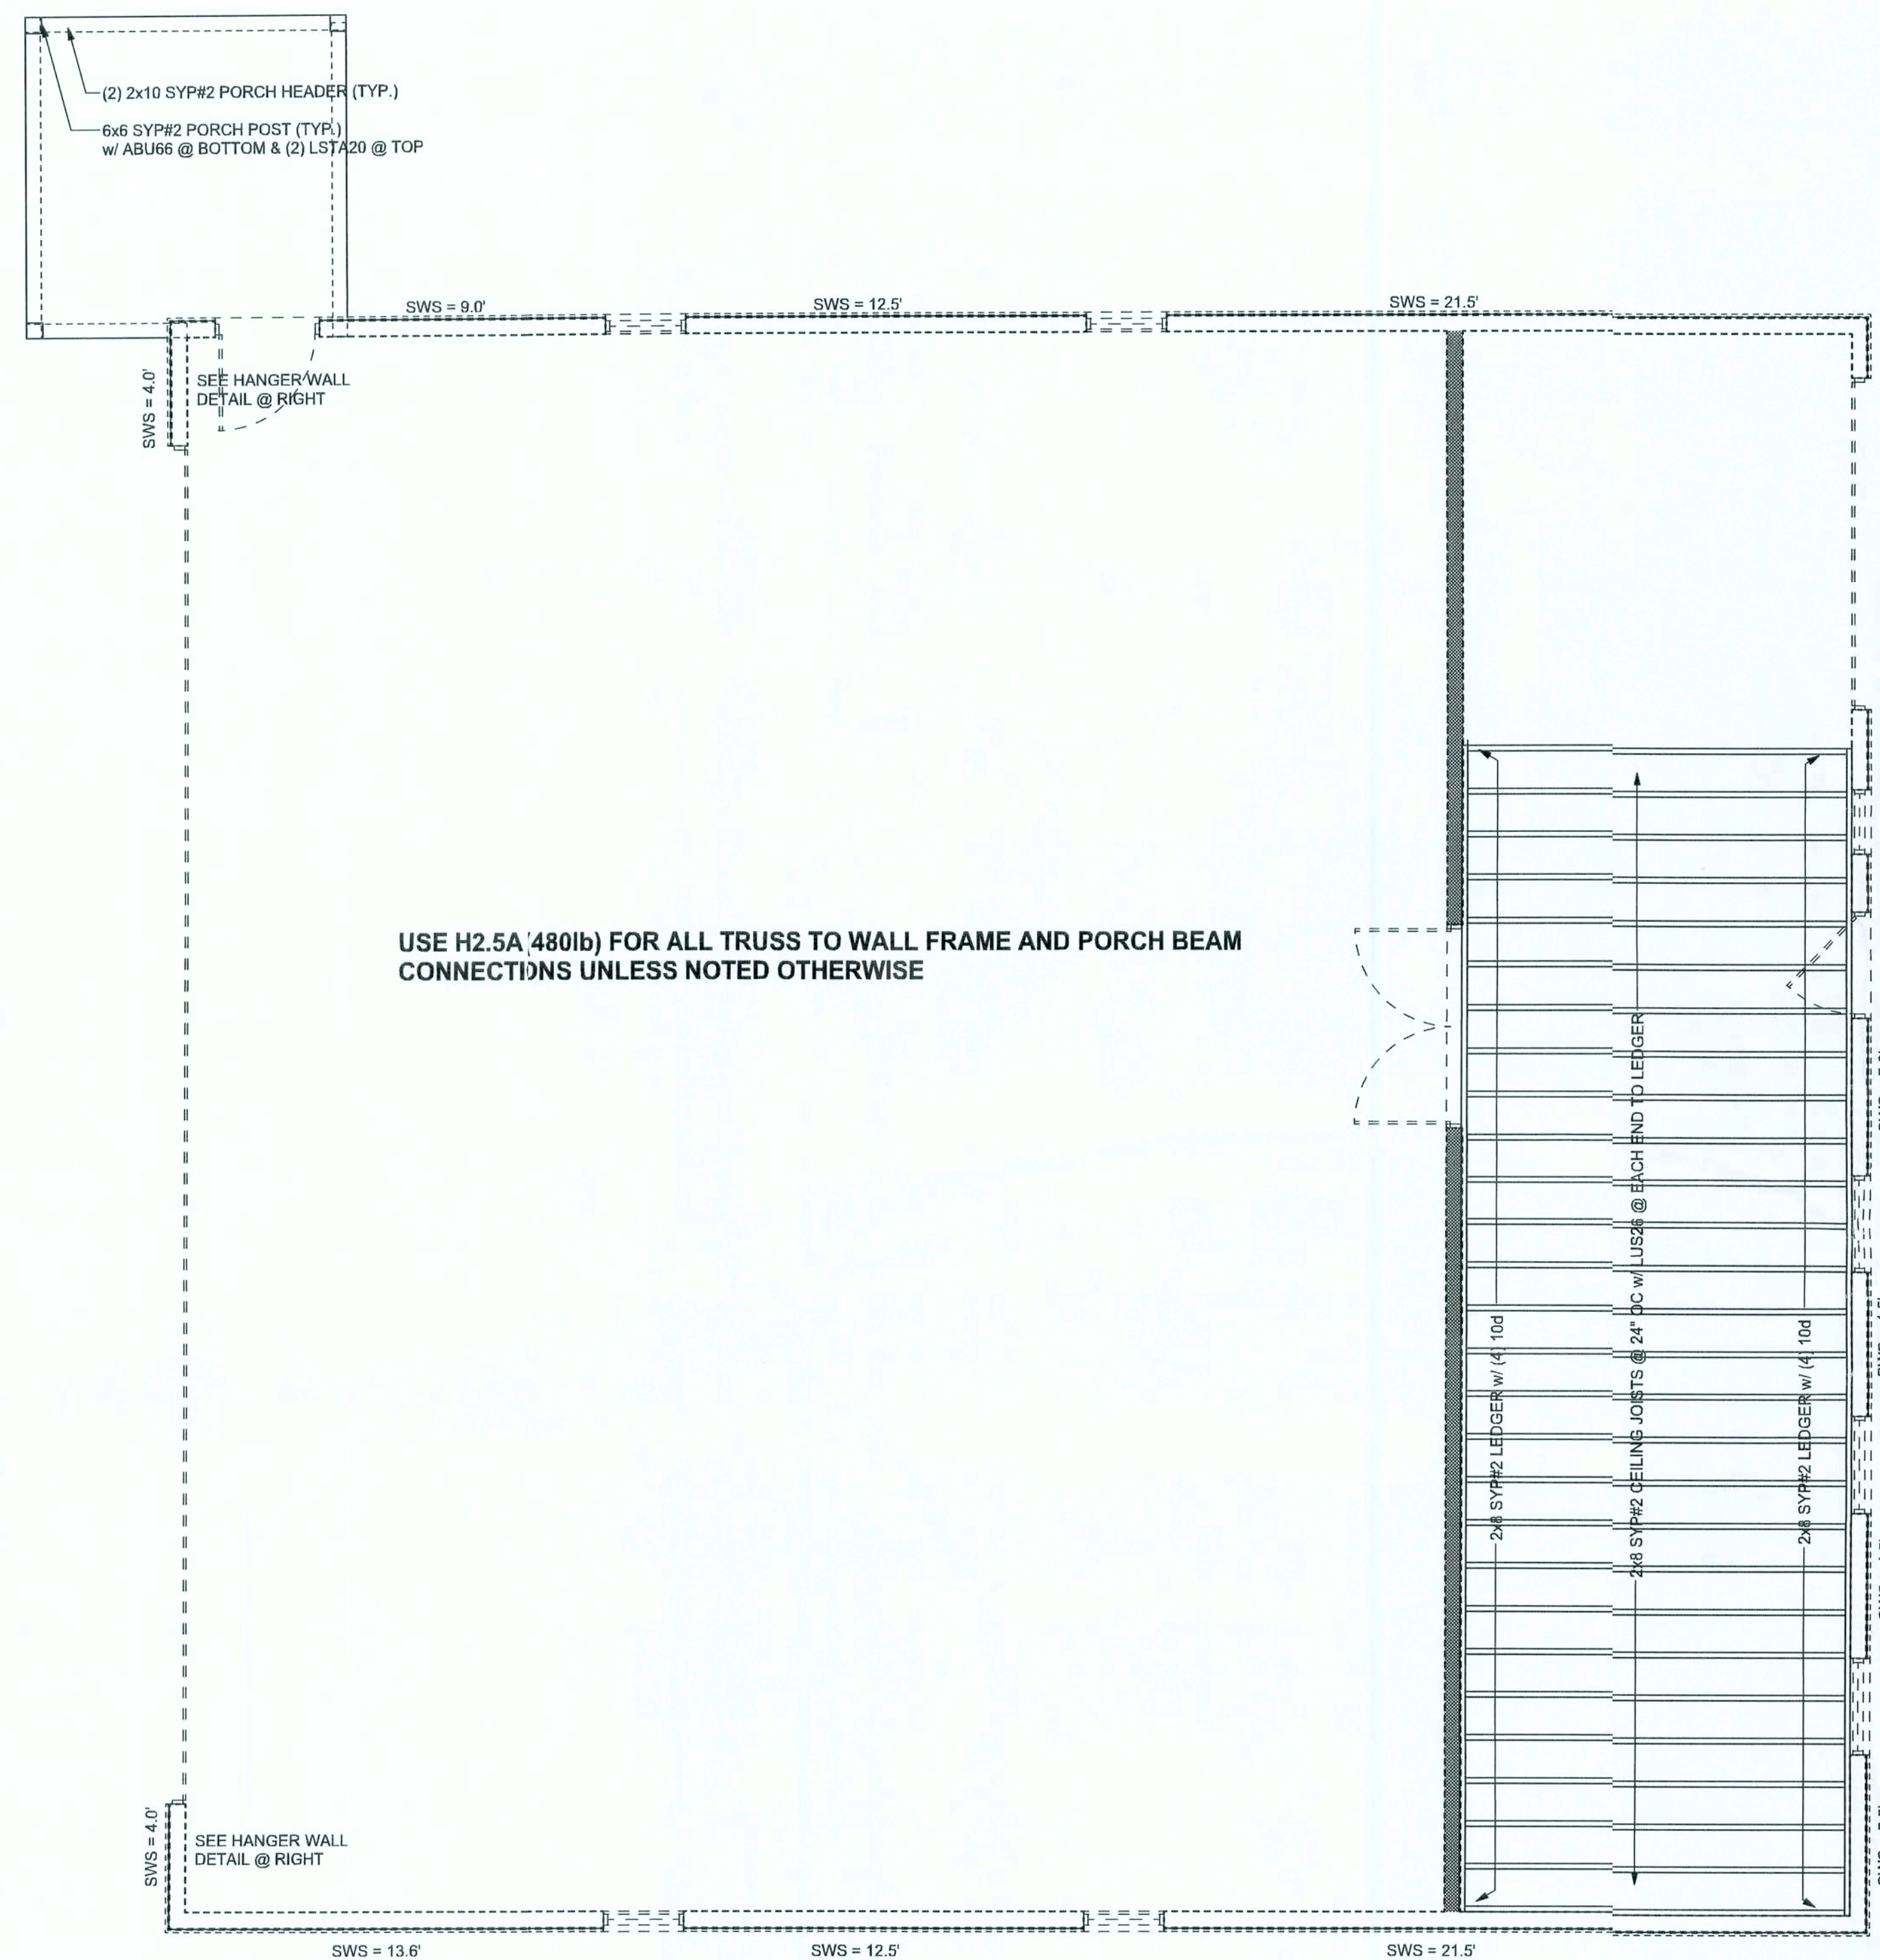 (2) 2x10 SYP#2 PORCH HEADER (TYP.)
6x6 SYP#2 PORCH POST (TYP.)
w/ ABU66 @ BOTTOM & (2) LSTA20 @ TOP
SWS = 9.0'
SWS = 12.5'
SWS = 21.5'
SWS = 4.0'
SEE HANGER WALL
DETAIL @ RIGHT
USE H2.5A (480lb) FOR ALL TRUSS TO WALL FRAME AND PORCH BEAM
CONNECTIONS UNLESS NOTED OTHERWISE
2x8 SYP#2 LEDGER w/ (4) 10d
2x8 SYP#2 CEILING JOISTS @ 24" OC w/ LUS26 @ EACH END TO LEDGER
2x8 SYP#2 LEDGER w/ (4) 10d
SWS = 4.0'
SEE HANGER WALL
DETAIL @ RIGHT
SWS = 13.6'
SWS = 12.5'
SWS = 21.5'